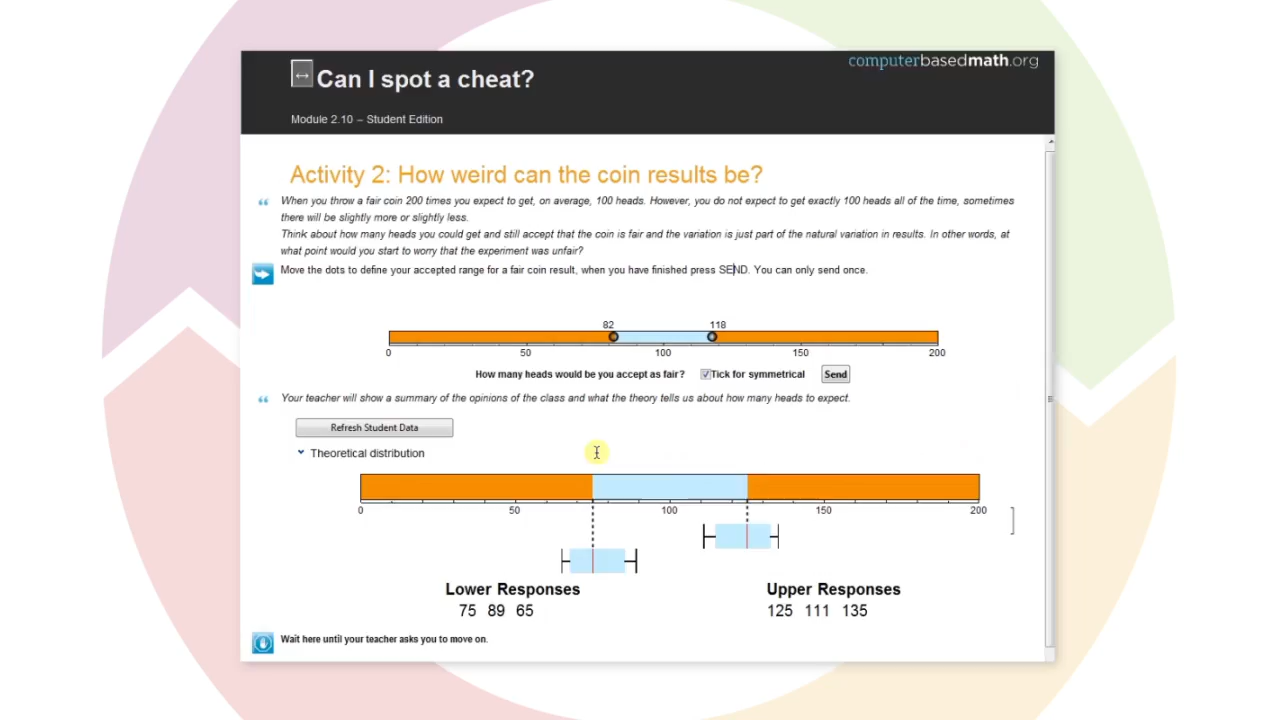 Can I spot a cheat?
computerbasedmath.org
Module 2.10 – Student Edition
Activity 2: How weird can the coin results be?
When you throw a fair coin 200 times you expect to get, on average, 100 heads. However, you do not expect to get exactly 100 heads all of the time, sometimes
there will be slightly more or slightly less.
Think about how many heads you could get and still accept that the coin is fair and the variation is just part of the natural variation in results. In other words, at
what point would you start to worry that the experiment was unfair?
Move the dots to define your accepted range for a fair coin result, when you have finished press SEND. You can only send once.
82 118
0 50 100 150 200
How many heads would be you accept as fair? Tick for symmetrical Send
Your teacher will show a summary of the opinions of the class and what the theory tells us about how many heads to expect.
Refresh Student Data
Theoretical distribution
0 50 100 150 200
Lower Responses Upper Responses
75 89 65 125 111 135
Wait here until your teacher asks you to move on.